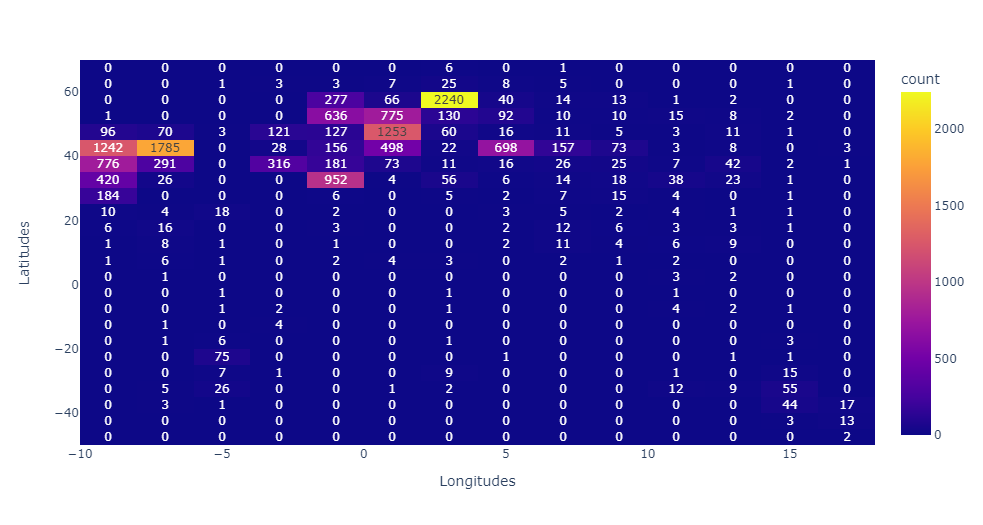 count
0 0 0 0 0 0 6 0 1 0 0 0 0 0
0 0 1 3 3 7 25 8 5 0 0 0 1 0
60
0 0 0 0 277 66 2240 40 14 13 1 2 0 0
1 0 0 0 636 775 130 92 10 10 15 8 2 0
2000
96 70 3 121 127 1253 60 16 11 5 3 11 1 0
1242 1785 0 28 156 498 22 698 157 73 3 8 0 3
40
776 291 0 316 181 73 11 16 26 25 7 42 2 1
420 26 0 0 952 4 56 6 14 18 38 23 1 0
184 0 0 0 6 0 5 2 7 15 4 0 1 0
1500
10 4 18 0 2 0 0 3 5 2 4 1 1 0
20
6 16 0 0 3 0 0 2 12 6 3 3 1 0
1 8 1 0 1 0 0 2 11 4 6 9 0 0
Latitudes
1 6 1 0 2 4 3 0 2 1 2 0 0 0
0 1 0 0 0 0 0 0 0 0 3 2 0 0
0
1000
0 0 1 0 0 0 1 0 0 0 1 0 0 0
0 0 1 2 0 0 1 0 0 0 4 2 1 0
0 1 0 4 0 0 0 0 0 0 0 0 0 0
0 1 6 0 0 0 1 0 0 0 0 0 3 0
−20
0 0 75 0 0 0 0 1 0 0 0 1 1 0
500
0 0 7 1 0 0 9 0 0 0 1 0 15 0
0 5 26 0 0 1 2 0 0 0 12 9 55 0
0 3 1 0 0 0 0 0 0 0 0 0 44 17
−40
0 0 0 0 0 0 0 0 0 0 0 0 3 13
0 0 0 0 0 0 0 0 0 0 0 0 0 2
0
−10 −5 0 5 10 15
Longitudes